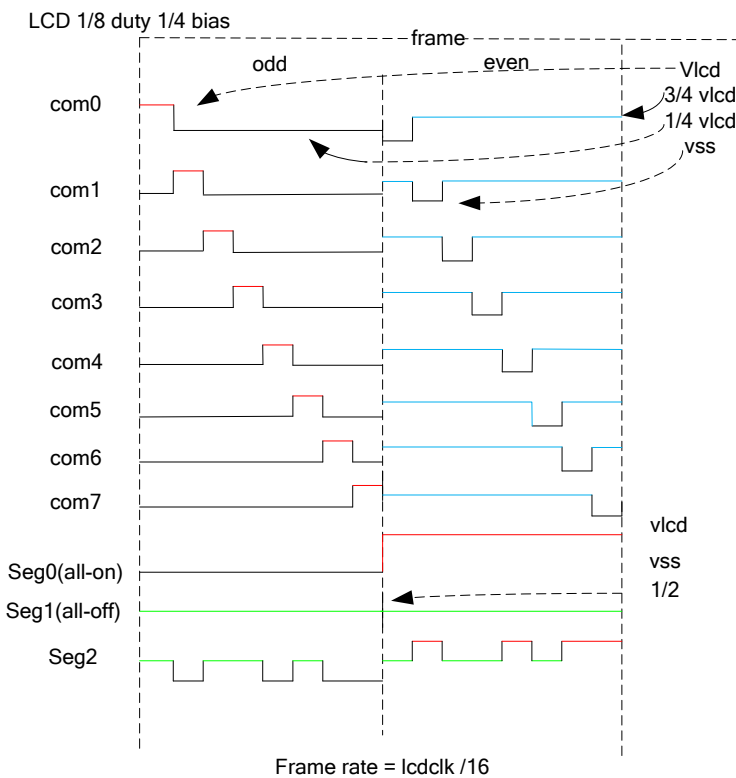 LCD 1/8 duty 1/4 bias
frame
odd
even
Vlcd
3/4 vlcd
1/4 vlcd
vss
com0
com1
com2
com3
com4
com5
com6
com7
vlcd
Seg0(all-on)
vss
1/2
Seg1(all-off)
Seg2
Frame rate = lcdclk /16